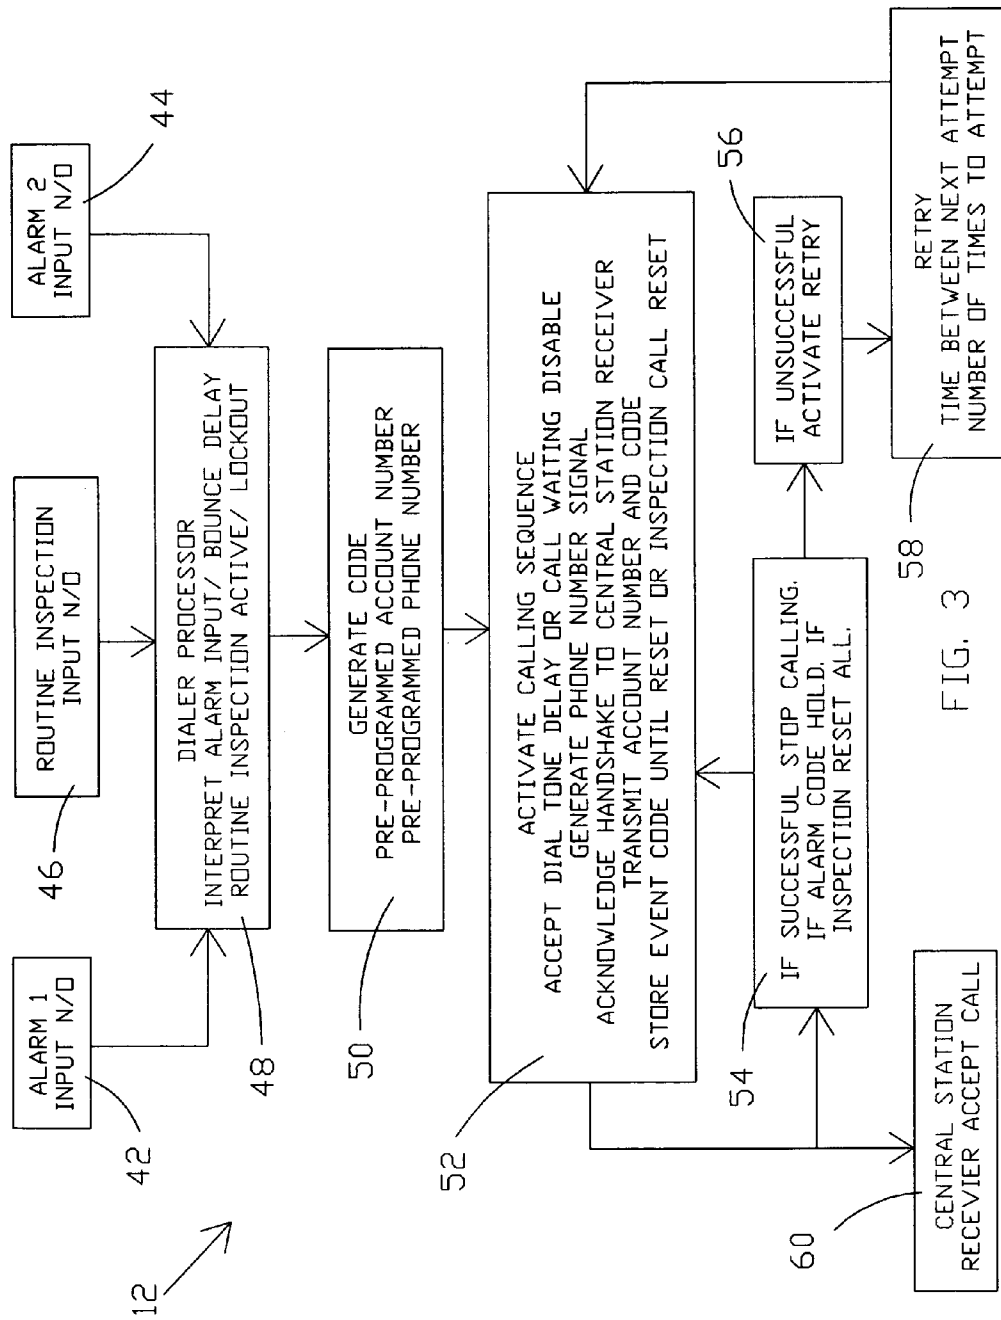 12
42
ALARM 1
INPUT N/O
46
ROUTINE INSPECTION
INPUT N/O
44
ALARM 2
INPUT N/O
48
DIALER PROCESSOR
INTERPRET ALARM INPUT/ BOUNCE DELAY
ROUTINE INSPECTION ACTIVE/ LOCKOUT
50
GENERATE CODE
PRE-PROGRAMMED ACCOUNT NUMBER
PRE-PROGRAMMED PHONE NUMBER
52
ACTIVATE CALLING SEQUENCE
ACCEPT DIAL TONE DELAY OR CALL WAITING DISABLE
GENERATE PHONE NUMBER SIGNAL
ACKNOWLEDGE HANDSHAKE TO CENTRAL STATION RECEIVER
TRANSMIT ACCOUNT NUMBER AND CODE
STORE EVENT CODE UNTIL RESET OR INSPECTION CALL RESET
54
IF SUCCESSFUL STOP CALLING.
IF ALARM CODE HOLD. IF
INSPECTION RESET ALL.
56
IF UNSUCCESSFUL
ACTIVATE RETRY
60
CENTRAL STATION
RECEVIER ACCEPT CALL
58
RETRY
TIME BETWEEN NEXT ATTEMPT
NUMBER OF TIMES TO ATTEMPT
FIG. 3